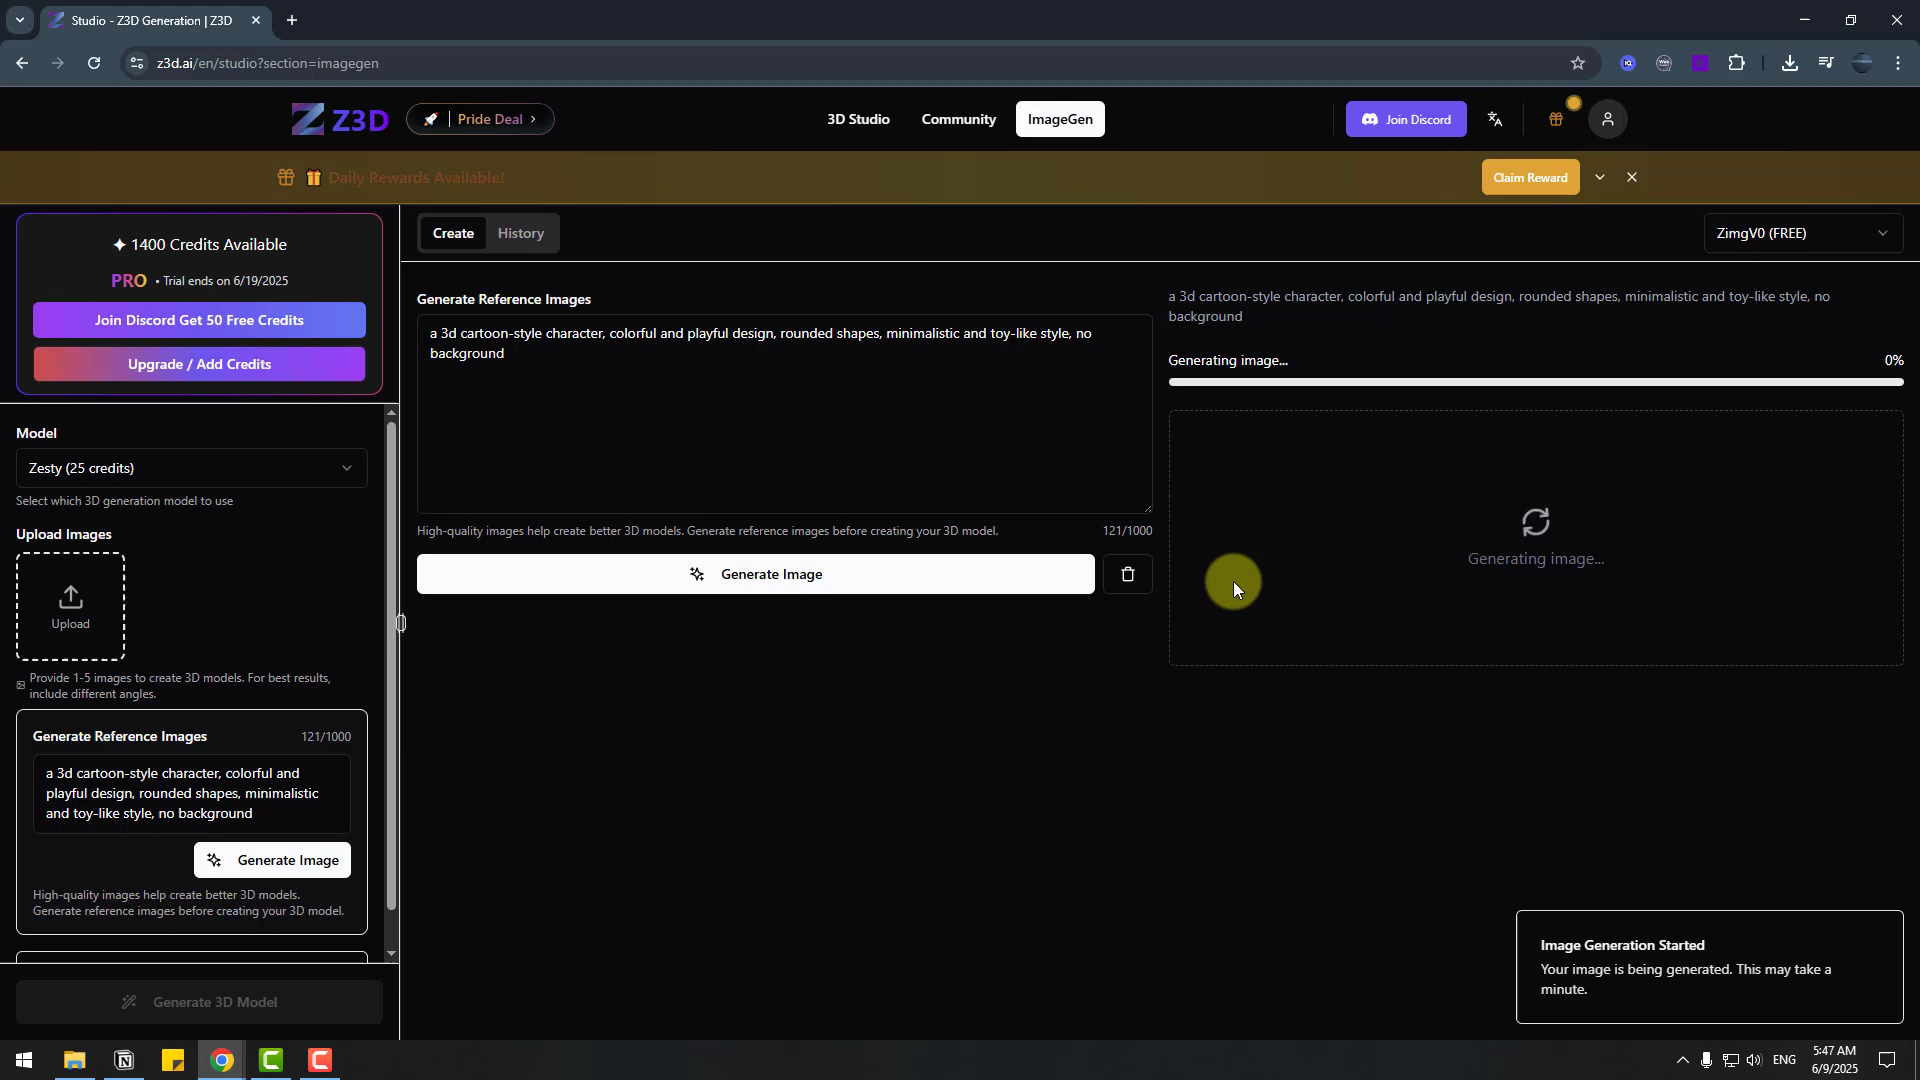 Studio - Z3D Generation | Z3D
z3d.ai/en/studio?section=imagegen
Z3D
Pride Deal
3D Studio
Community
ImageGen
Join Discord
Daily Rewards Available!
Claim Reward
1400 Credits Available
PRO • Trial ends on 6/19/2025
Join Discord Get 50 Free Credits
Upgrade / Add Credits
Model
Zesty (25 credits)
Select which 3D generation model to use
Upload Images
Upload
Provide 1-5 images to create 3D models. For best results,
include different angles.
Generate Reference Images
121/1000
a 3d cartoon-style character, colorful and
playful design, rounded shapes, minimalistic
and toy-like style, no background
Generate Image
High-quality images help create better 3D models.
Generate reference images before creating your 3D model.
Generate 3D Model
Create
History
ZimgV0 (FREE)
Generate Reference Images
a 3d cartoon-style character, colorful and playful design, rounded shapes, minimalistic and toy-like style, no
background
High-quality images help create better 3D models. Generate reference images before creating your 3D model.
121/1000
Generate Image
a 3d cartoon-style character, colorful and playful design, rounded shapes, minimalistic and toy-like style, no
background
Generating image...
0%
Generating image...
Image Generation Started
Your image is being generated. This may take a
minute.
ENG
5:47 AM
6/9/2025